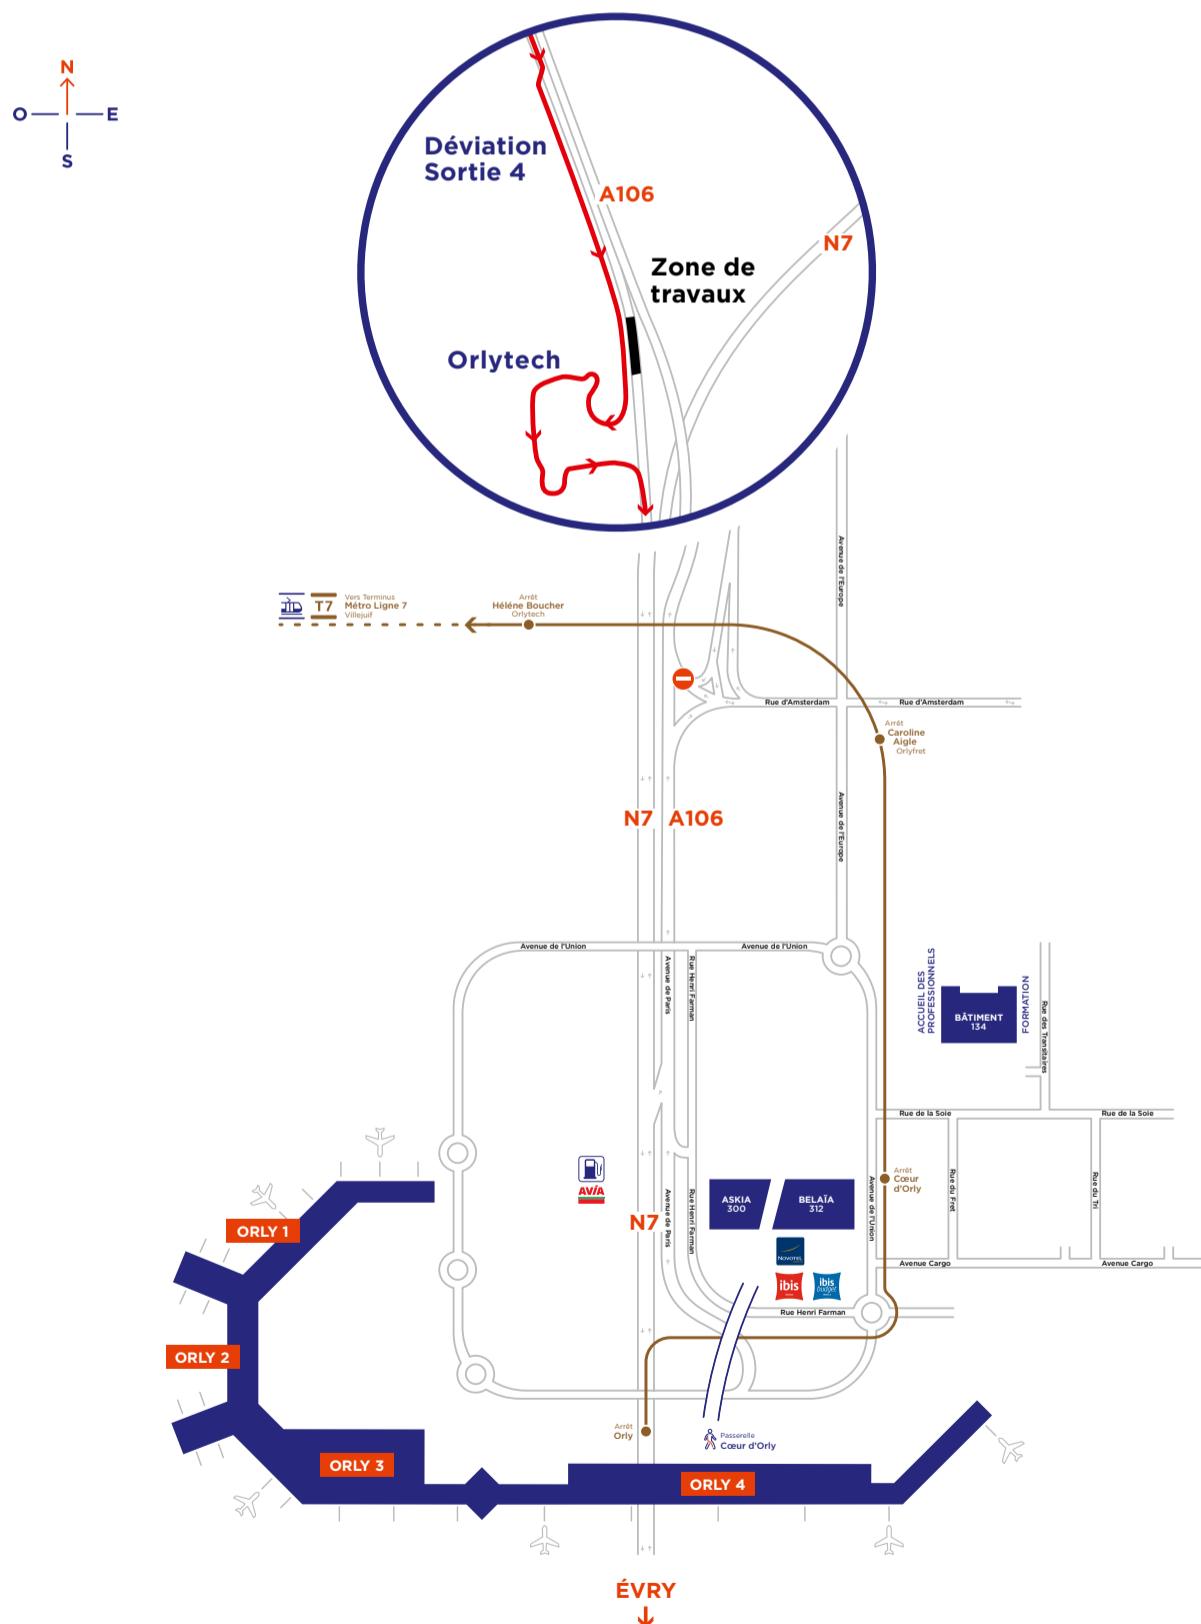 N
O
E
S
Déviation
Sortie 4
A106
N7
Zone de
travaux
Orlytech
Avenue de l'Europe
T7
Vers Terminus
Métro Ligne 7
Villejuif
Arrêt
Héléne Boucher
Orlytech
Rue d'Amsterdam
Rue d'Amsterdam
Arrêt
Caroline
Aigle
Orlyfret
N7
A106
Avenue de l'Europe
Avenue de l'Union
Avenue de l'Union
Avenue de Paris
Rue Henri Farman
ACCUEIL DES
PROFESSIONNELS
BÂTIMENT
134
FORMATION
Rue des Transitaires
Rue de la Soie
Rue de la Soie
AVIA
ASKIA
300
BELAÏA
312
Arrêt
Cœur
d'Orly
Avenue de l'Union
Rue du Fret
Rue du Tri
N7
Avenue de Paris
Rue Henri Farman
ORLY 1
NOVOTEL
ibis
ibis
budget
Avenue Cargo
Avenue Cargo
Rue Henri Farman
ORLY 2
Arrêt
Orly
Passerelle
Cœur d'Orly
ORLY 3
ORLY 4
ÉVRY